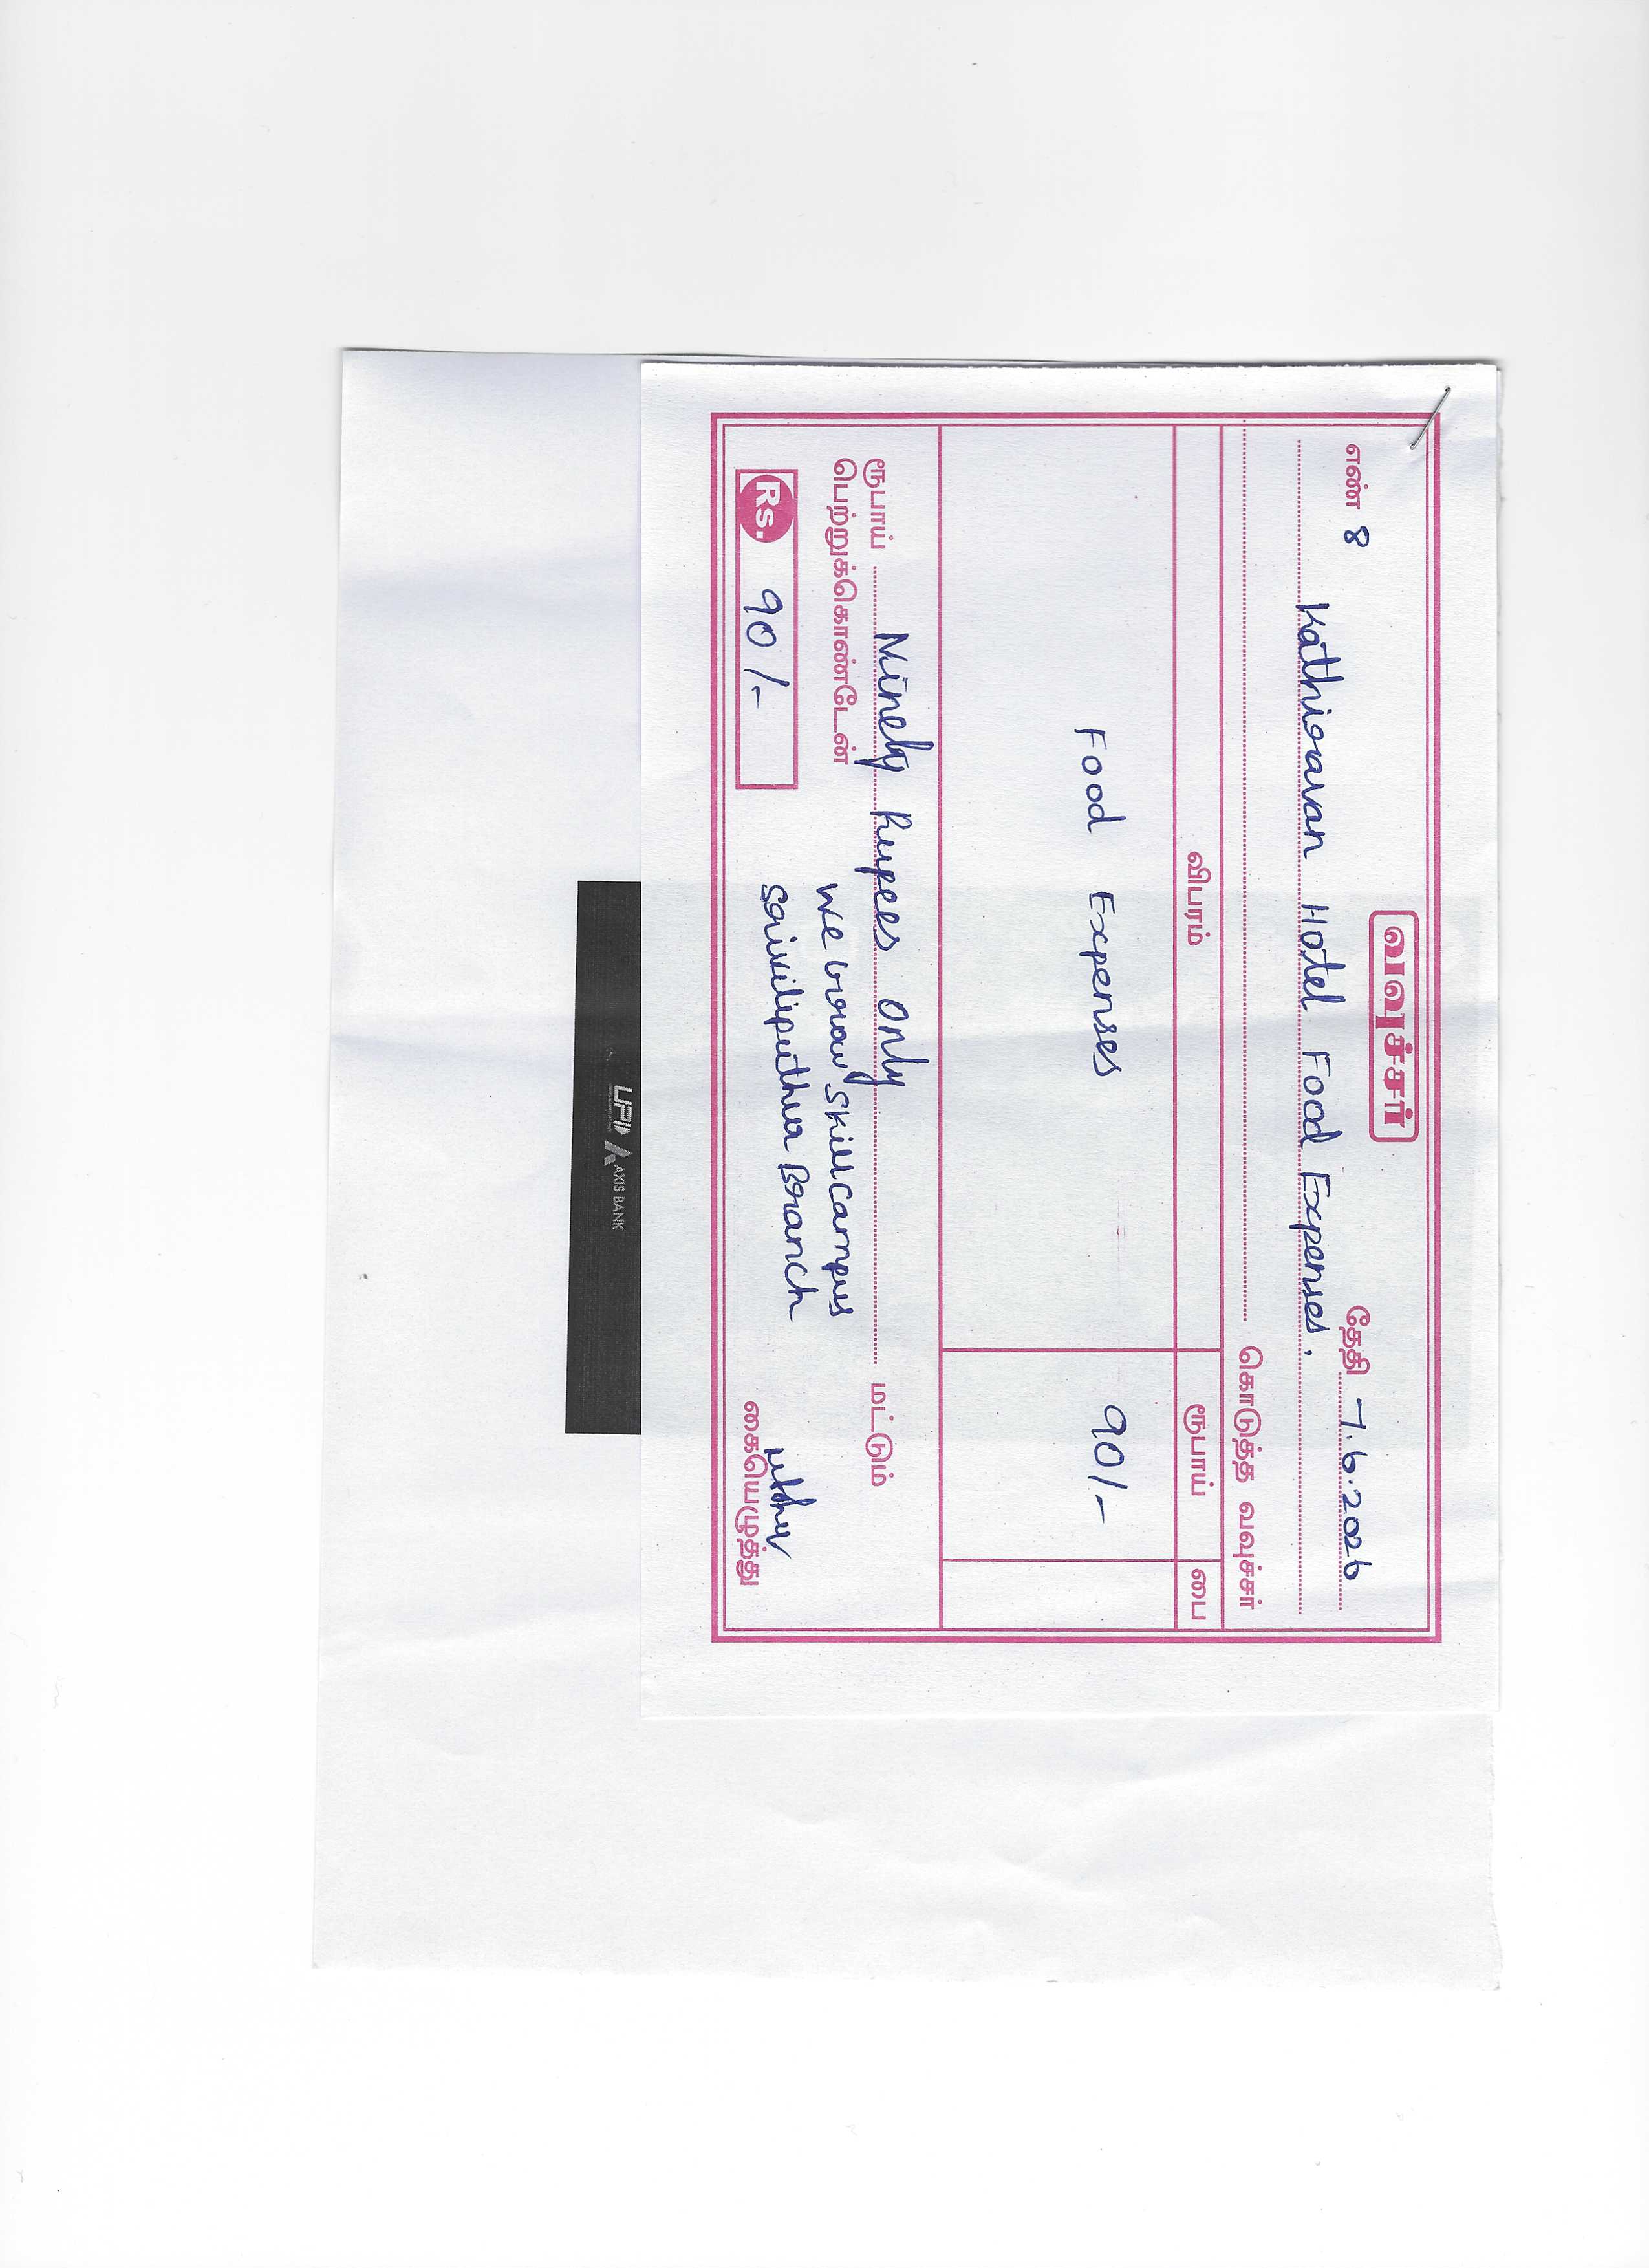 வவுச்சர்
எண் 8 தேதி 7.6.2026
Kathiravan Hotel Food Expenses.
கொடுத்த வவுச்சர்
விபரம் ரூபாய் பை
Food Expenses 90/-
ரூபாய் Ninety Rupees Only மட்டும்
பெற்றுக்கொண்டேன்
We Grow Skill Campus
Rs. 90/- Srivilliputhur Branch
கையெழுத்து
UPI AXIS BANK